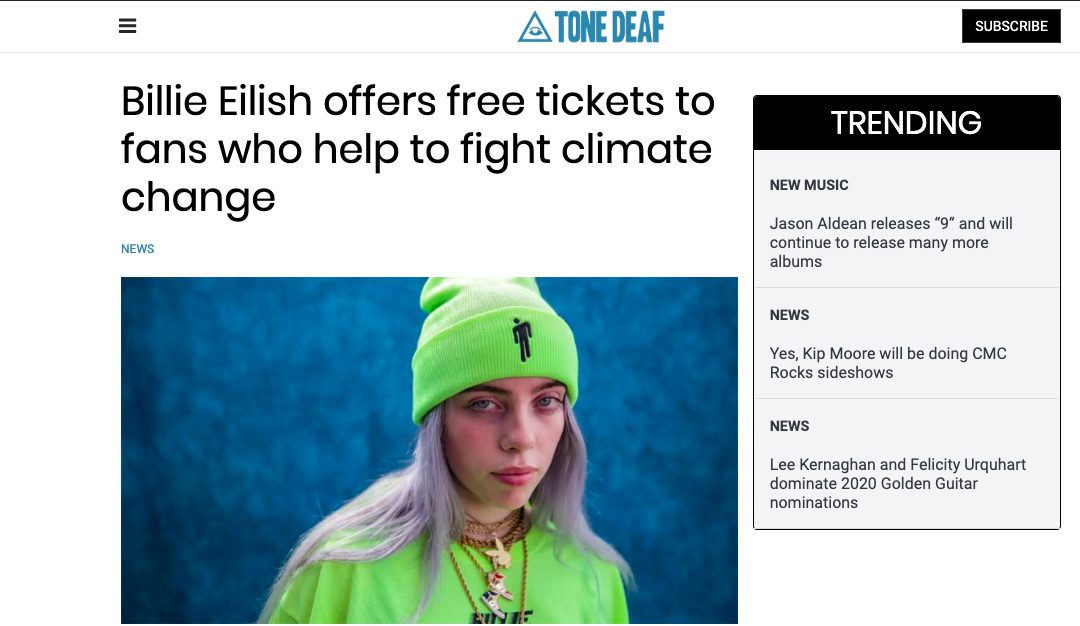 TONE DEAF
SUBSCRIBE
Billie Eilish offers free tickets to
fans who help to fight climate
change
NEWS
TRENDING
NEW MUSIC
Jason Aldean releases “9” and will
continue to release many more
albums
NEWS
Yes, Kip Moore will be doing CMC
Rocks sideshows
NEWS
Lee Kernaghan and Felicity Urquhart
dominate 2020 Golden Guitar
nominations